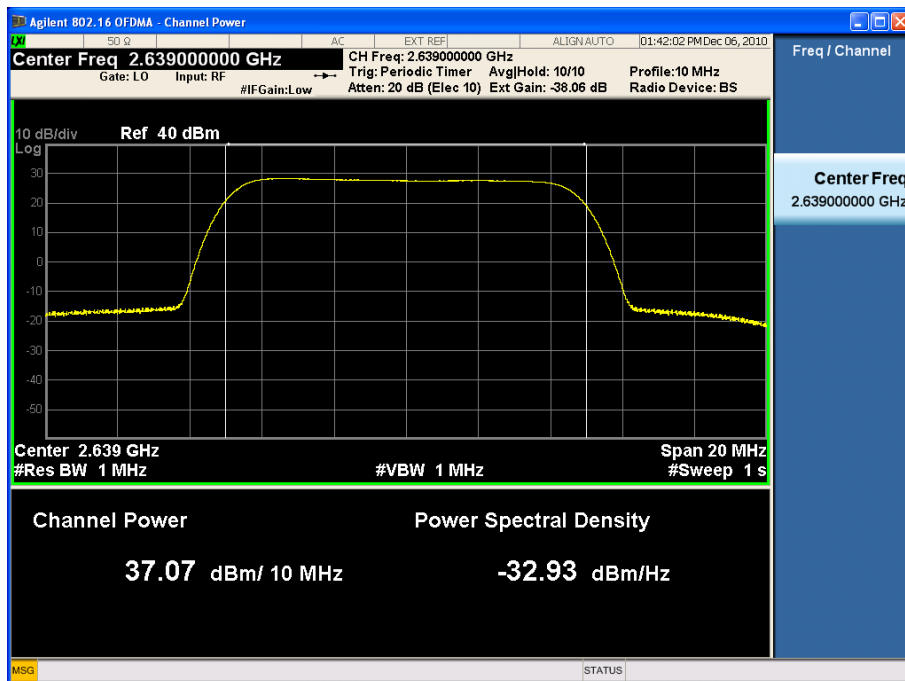 Agilent 802.16 OFDMA - Channel Power
LXI 50 Ω AC EXT REF ALIGN AUTO 01:42:02 PM Dec 06, 2010
Center Freq 2.639000000 GHz
Gate: LO Input: RF
#IFGain:Low
CH Freq: 2.639000000 GHz
Trig: Periodic Timer Avg|Hold: 10/10 Profile:10 MHz
Atten: 20 dB (Elec 10) Ext Gain: -38.06 dB Radio Device: BS
Freq / Channel
Center Freq
2.639000000 GHz
10 dB/div Ref 40 dBm
Log
30
20
10
0
-10
-20
-30
-40
-50
Center 2.639 GHz Span 20 MHz
#Res BW 1 MHz #VBW 1 MHz #Sweep 1 s
Channel Power Power Spectral Density
37.07 dBm/ 10 MHz -32.93 dBm/Hz
MSG STATUS